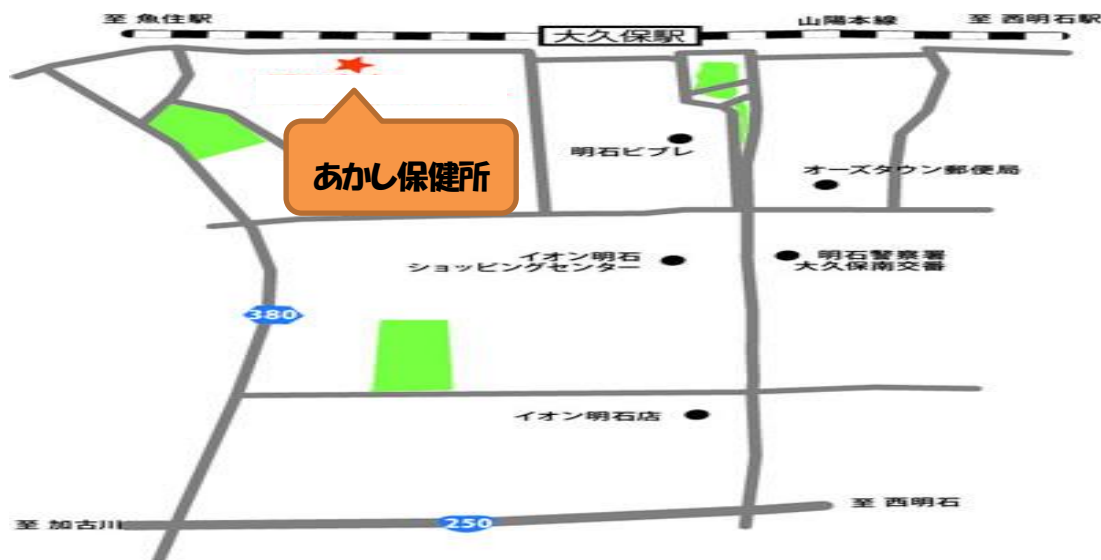 至 魚住駅
山陽本線
至 西明石駅
大久保駅
明石ビブレ
あかし保健所
オーズタウン郵便局
イオン明石
ショッピングセンター
明石警察署
大久保南交番
380
イオン明石店
至 西明石
至 加古川
250